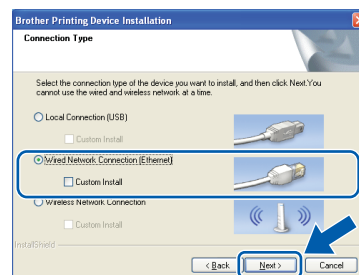 Brother Printing Device Installation
Connection Type
Select the connection type of the device you want to install, and then click Next.You
cannot use the wired and wireless network at a time.
Local Connection (USB)
Custom Install
Wired Network Connection (Ethernet)
Custom Install
Wireless Network Connection
Custom Install
InstallShield
< Back
Next >
Cancel